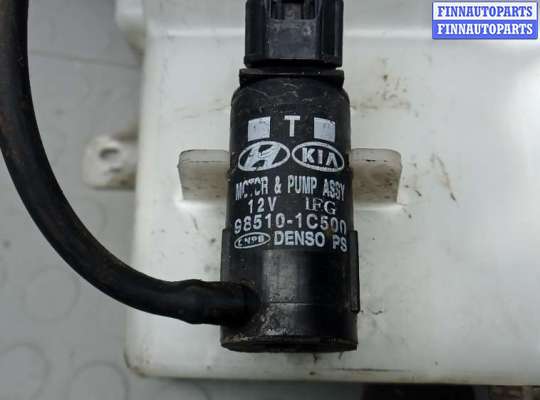 FINNAUTOPARTS
FINNAUTOPARTS
T
KIA
MOTOR & PUMP ASSY
12V IFG
98510-1C500
DENSO PS